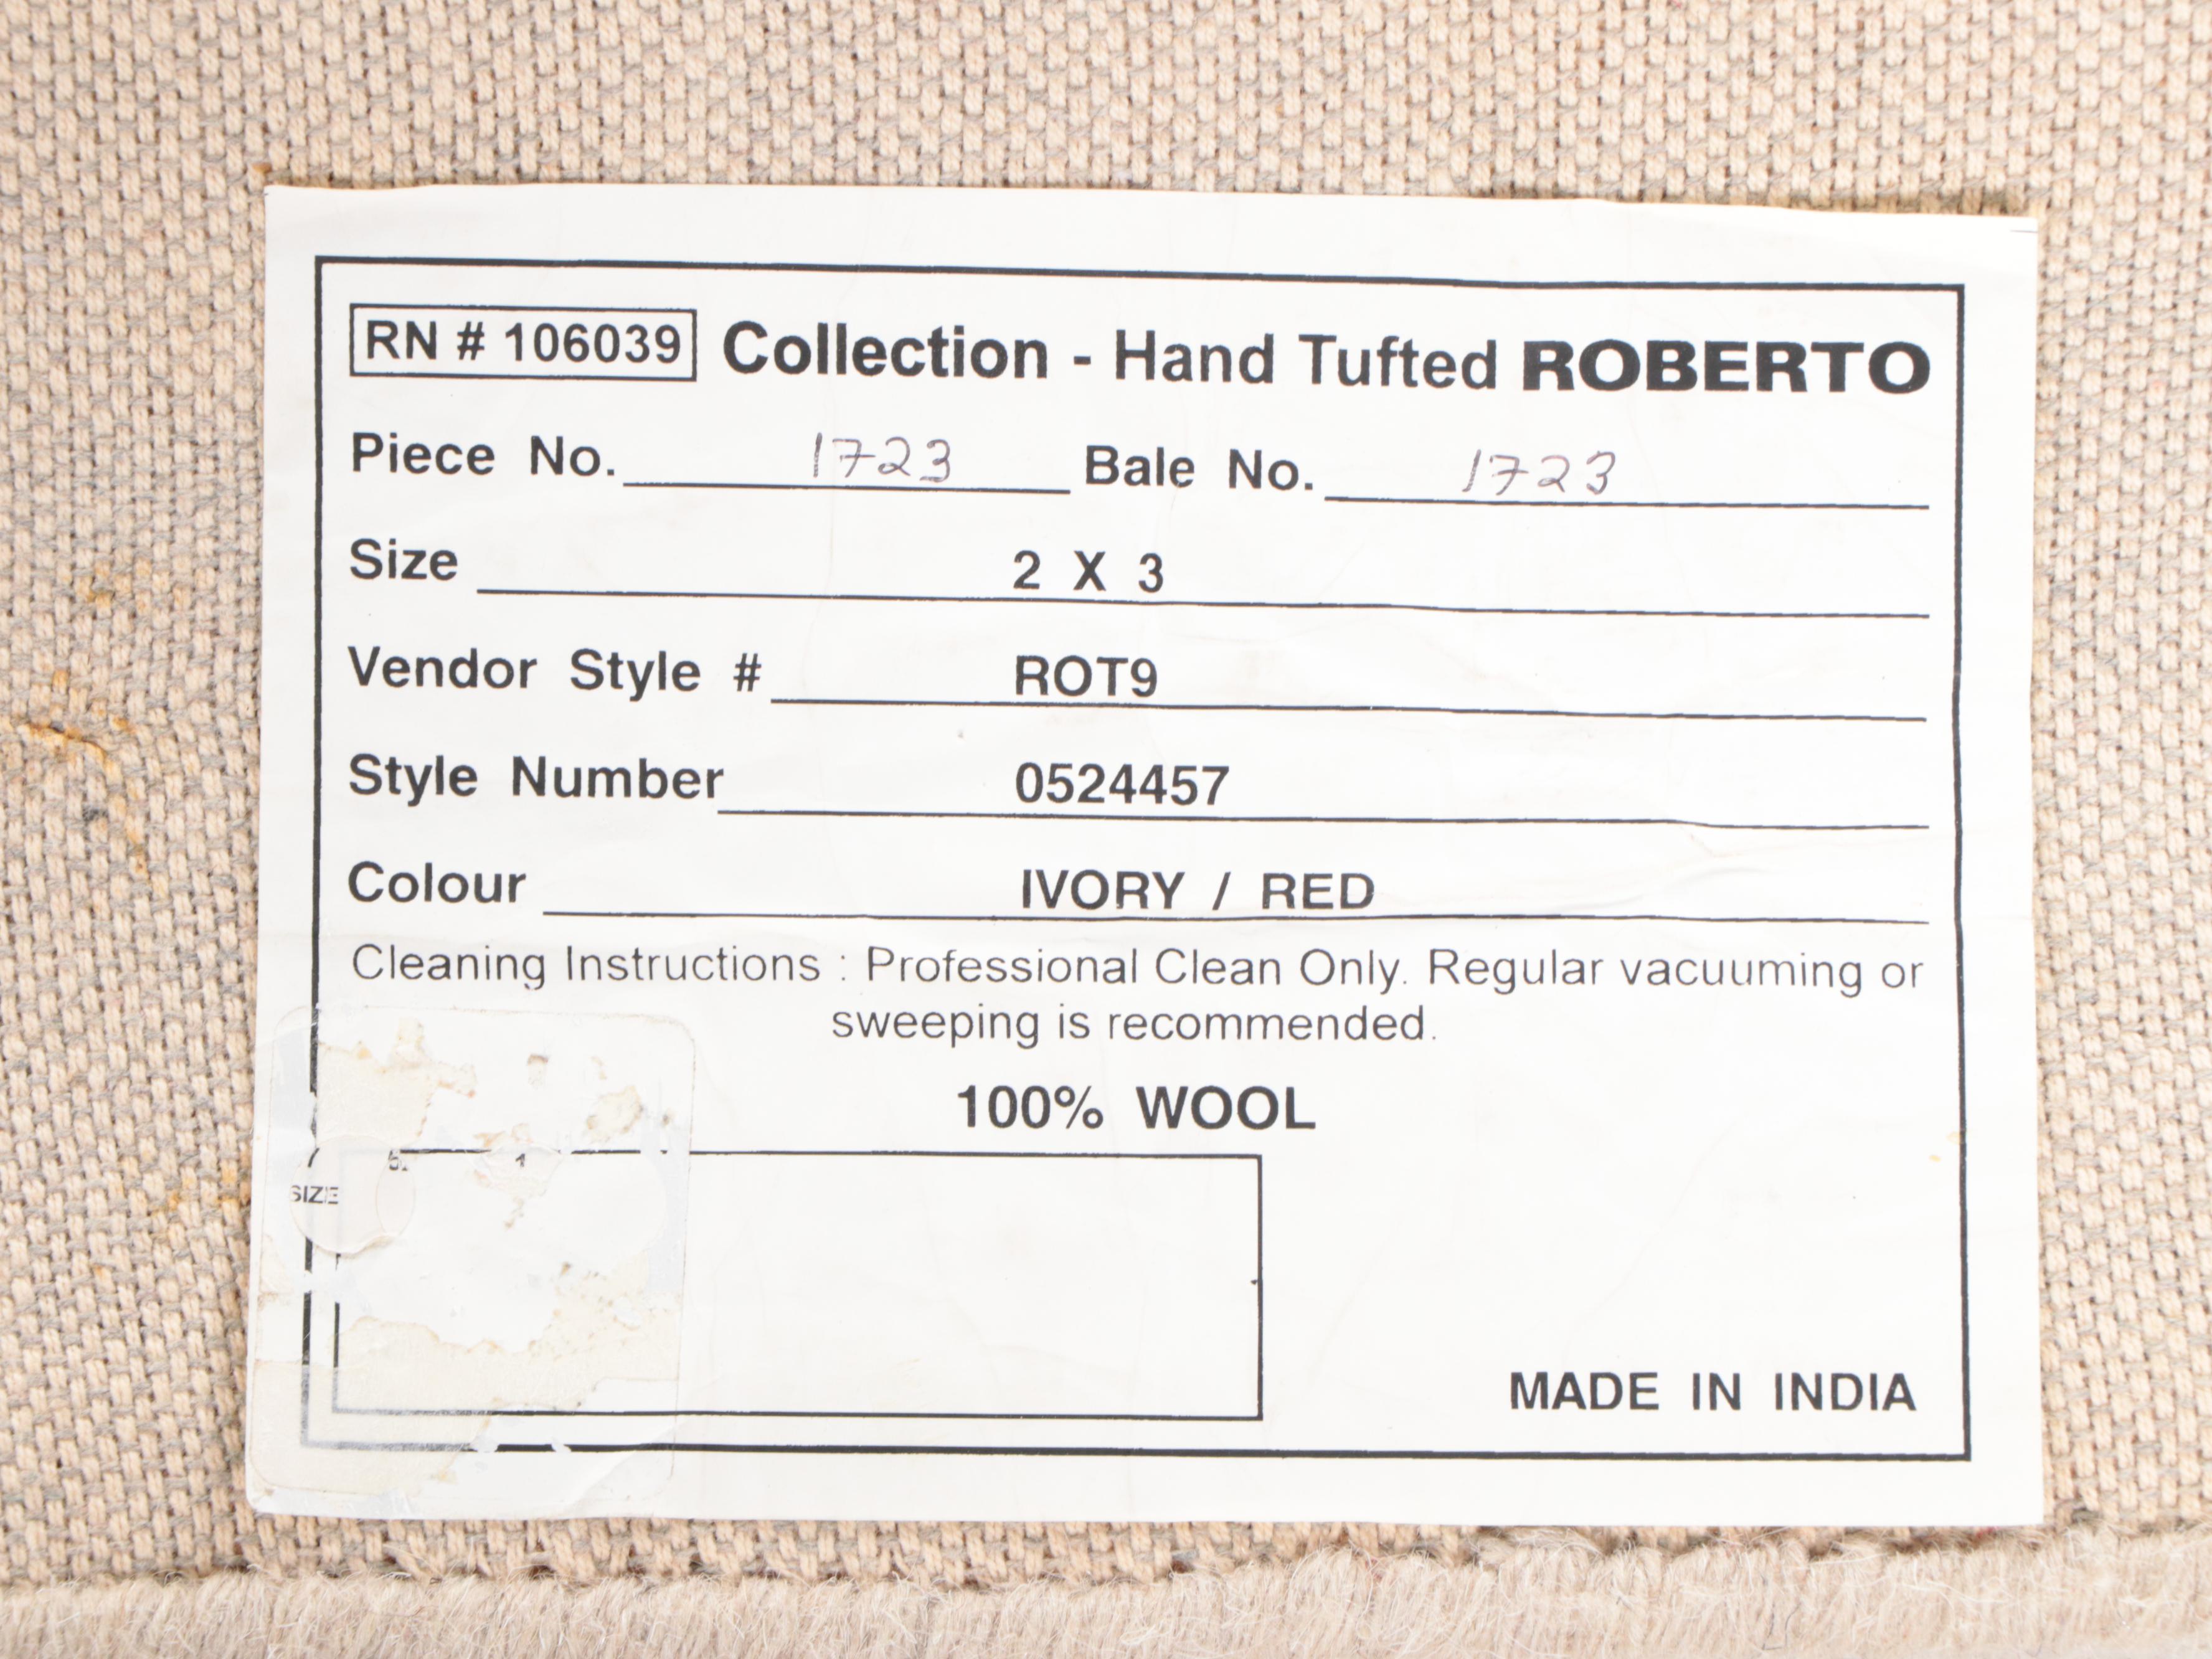 RN # 106039 Collection - Hand Tufted ROBERTO
Piece No. 1723 Bale No. 1723
Size 2 X 3
Vendor Style # ROT9
Style Number 0524457
Colour IVORY / RED
Cleaning Instructions : Professional Clean Only. Regular vacuuming or
sweeping is recommended.
100% WOOL
SIZE
MADE IN INDIA